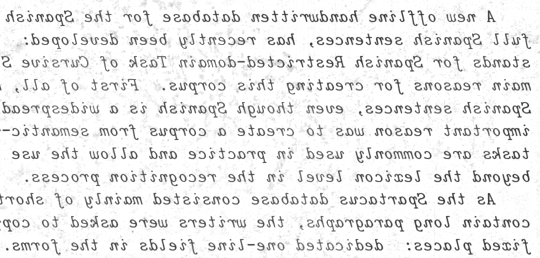 A new offline handwritten database for the Spanish
full Spanish sentences, has recently been developed:
stands for Spanish Restricted-domain Task of Cursive S
main reasons for creating this corpus. First of all,
Spanish sentences, even though Spanish is a widespread
important reason was to create a corpus from semantic-
tasks are commonly used in practice and allow the use
beyond the lexicon level in the recognition process.
As the Spartacus database consisted mainly of short
contain long paragraphs, the writers were asked to cop
fixed places: dedicated one-line fields in the forms.